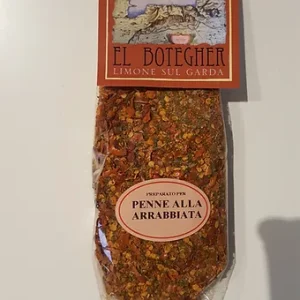 EL BOTEGHER
LIMONE SUL GARDA
PREPARATO PER
PENNE ALLA
ARRABBIATA